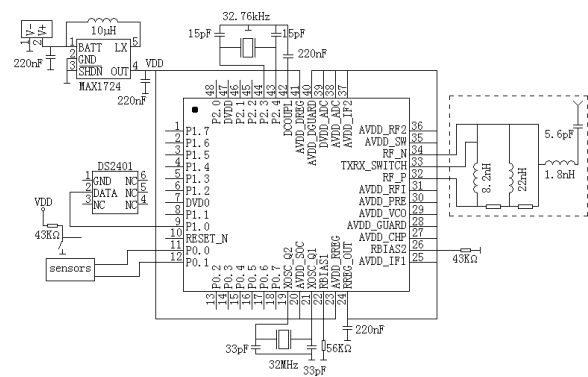 32.76kHz
15pF
15pF
220nF
V-
V+
1
2
10μH
1 BATT LX 5
2 GND
3 SHDN OUT 4
MAX1724
220nF
VDD
220nF
48 P2.0
47 DVDD
46 P2.1
45 P2.2
44 P2.3
43 P2.4
42 DCOUPL
41 AVDD_DREG
40 AVDD_DGUARD
39 DVDD_ADC
38 AVDD_ADC
37 AVDD_IF2
1 P1.7
2 P1.6
3 P1.5
4 P1.4
5 P1.3
6 P1.2
7 DVD0
8 P1.1
9 P1.0
10 RESET_N
11 P0.0
12 P0.1
AVDD_RF2 36
AVDD_SW 35
RF_N 34
TXRX_SWITCH 33
RF_P 32
AVDD_RFI 31
AVDD_PRE 30
AVDD_VCO 29
AVDD_GUARD 28
AVDD_CHP 27
RBIAS2 26
AVDD_IF1 25
13 P0.2
14 P0.3
15 P0.4
16 P0.5
17 P0.6
18 P0.7
19 XOSC_Q2
20 AVDD_SOC
21 XOSC_Q1
22 RBIAS1
23 AVDD_RREG
24 RREG_OUT
DS2401
1 GND NC 6
2 DATA NC 5
3 NC NC 4
VDD
43KΩ
sensors
5.6pF
8.2nH
22nH
1.8nH
43KΩ
220nF
33pF
32MHz
33pF
56KΩ